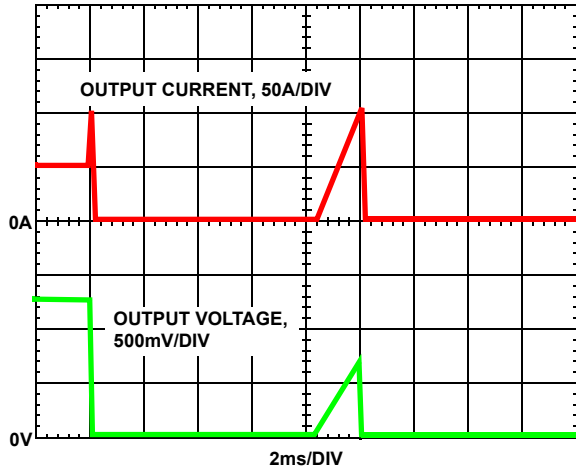 OUTPUT CURRENT, 50A/DIV
0A
OUTPUT VOLTAGE,
500mV/DIV
0V
2ms/DIV